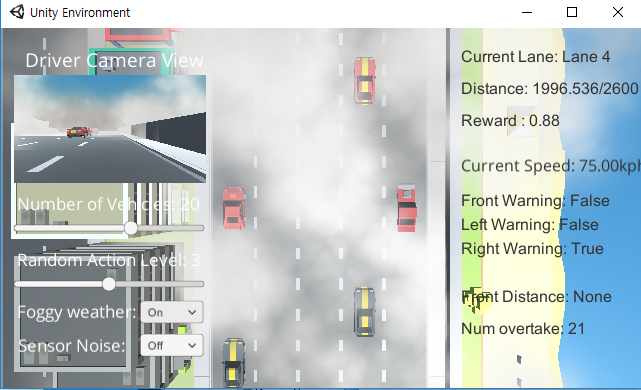 Unity Environment
Driver Camera View
Number of Vehicles: 20
Random Action Level: 3
Foggy weather: On
Sensor Noise: Off
Current Lane: Lane 4
Distance: 1996.536/2600
Reward : 0.88
Current Speed: 75.00kph
Front Warning: False
Left Warning: False
Right Warning: True
Front Distance: None
Num overtake: 21